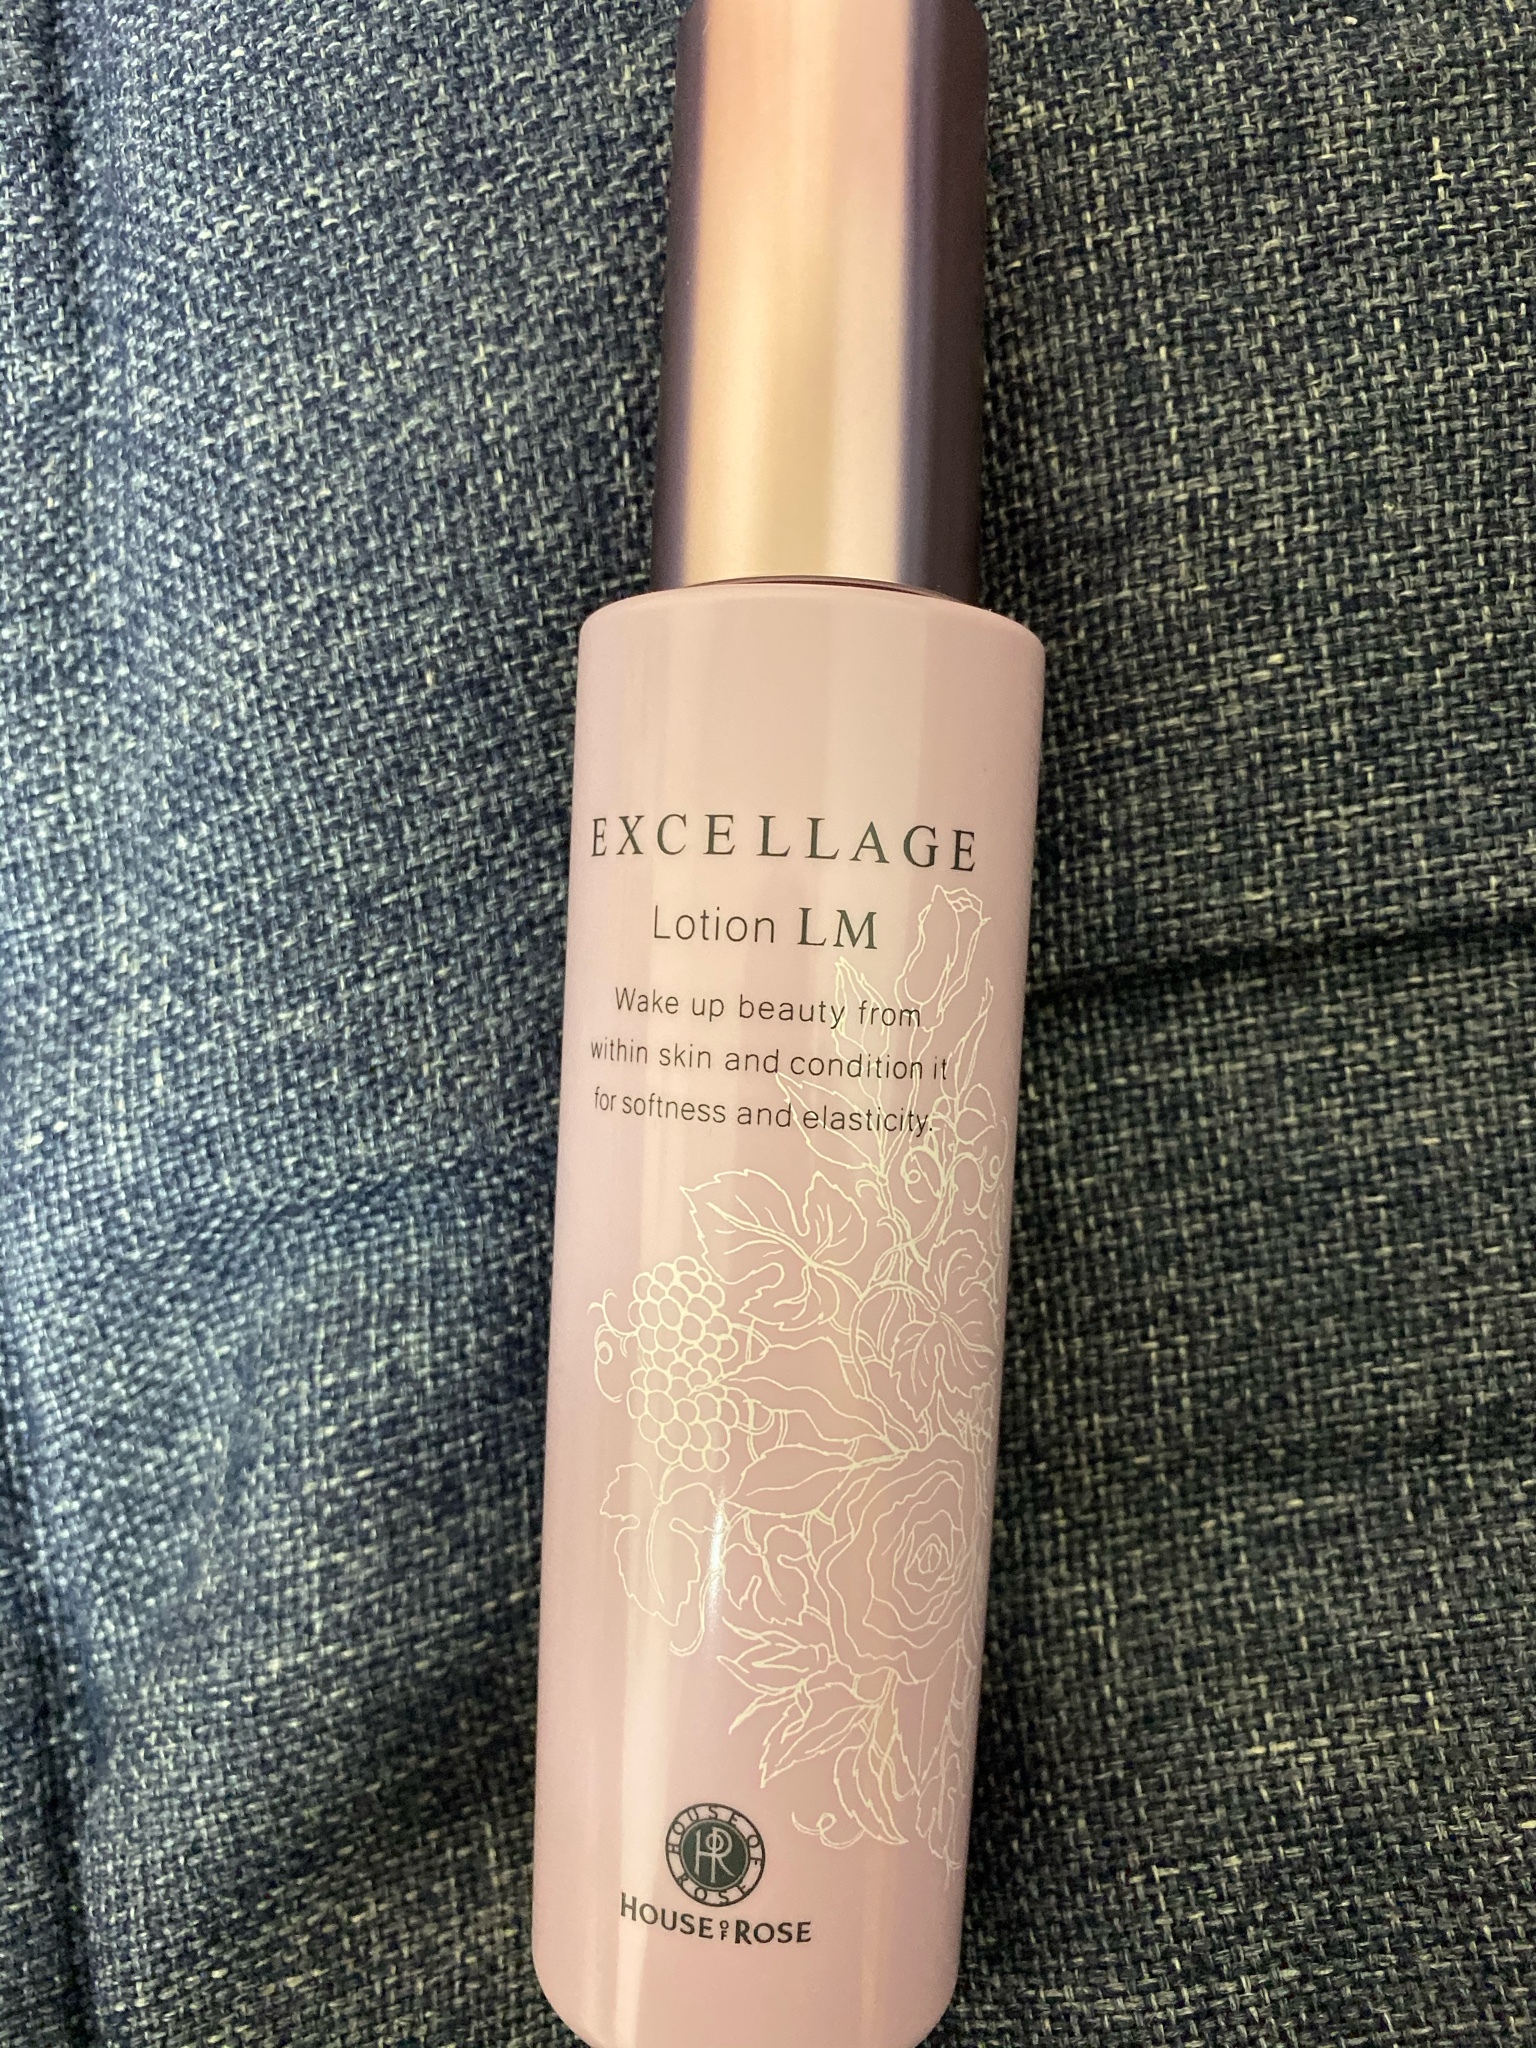 EXCELLAGE
Lotion LM
Wake up beauty from
within skin and condition it
for softness and elasticity.
HOUSE OF ROSE
HR
HOUSE OF ROSE